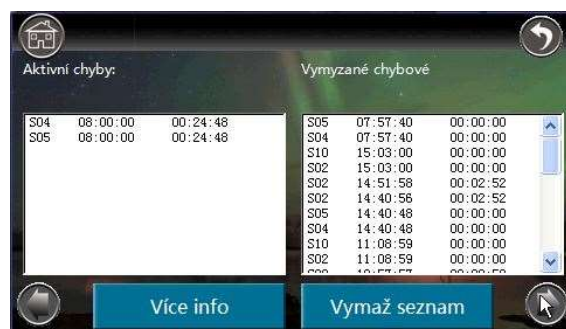 Aktivní chyby:
S04 08:00:00 00:24:48
S05 08:00:00 00:24:48
Vymyzané chybové
S05 07:57:40 00:00:00
S04 07:57:40 00:00:00
S10 15:03:00 00:00:00
S02 15:03:00 00:00:00
S02 14:51:58 00:02:52
S02 14:40:56 00:02:52
S05 14:40:48 00:00:00
S04 14:40:48 00:00:00
S10 11:08:59 00:00:00
S02 11:08:59 00:00:00
Více info
Vymaž seznam